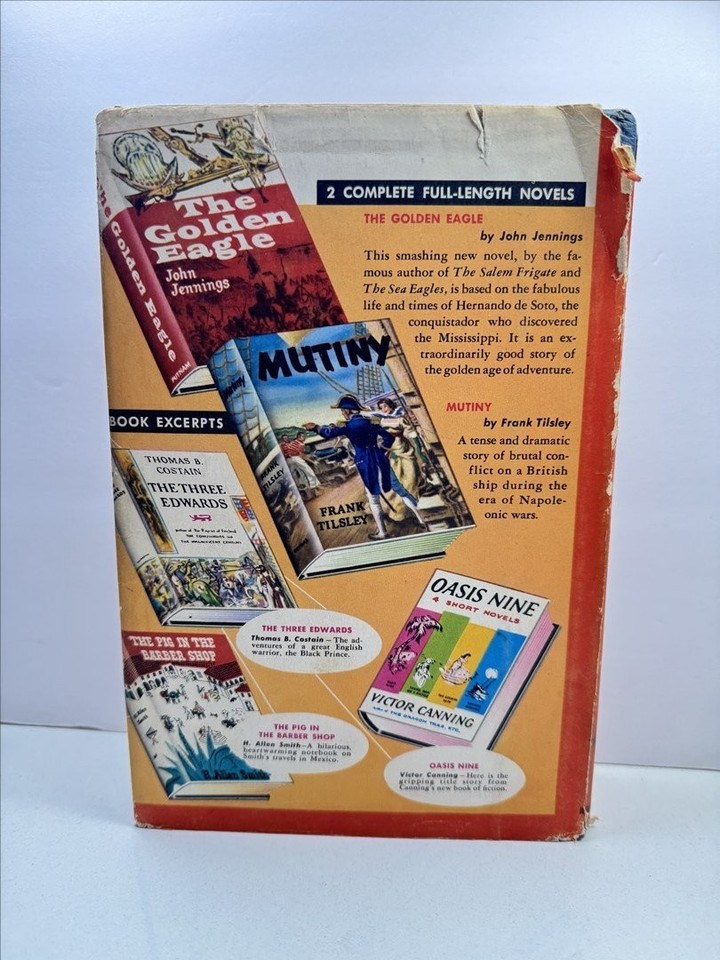 2 COMPLETE FULL-LENGTH NOVELS
THE GOLDEN EAGLE
by John Jennings
This smashing new novel, by the fa-
mous author of The Salem Frigate and
The Sea Eagles, is based on the fabulous
life and times of Hernando de Soto, the
conquistador who discovered
the Mississippi. It is an ex-
traordinarily good story of
the golden age of adventure.
MUTINY
by Frank Tilsley
A tense and dramatic
story of brutal con-
flict on a British
ship during the
era of Napole-
onic wars.
The
Golden
Eagle
John
Jennings
The Golden Eagle
PUTNAM
MUTINY
FRANK
TILSLEY
Mutiny
FRANK
TILSLEY
BOOK EXCERPTS
THOMAS B.
COSTAIN
THE THREE
EDWARDS
THE THREE EDWARDS
Thomas B. Costain—The ad-
ventures of a great English
warrior, the Black Prince.
THE PIG IN THE
BARBER SHOP
H. Allen Smith
THE PIG IN
THE BARBER SHOP
H. Allen Smith—A hilarious,
heartwarming notebook on
Smith's travels in Mexico.
OASIS NINE
4 SHORT NOVELS
VICTOR CANNING
OASIS NINE
Victor Canning—Here is the
gripping title story from
Canning's new book of fiction.